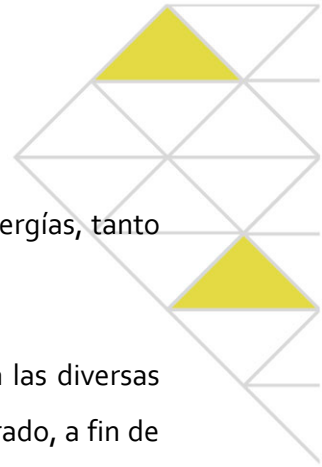 ergías, tanto
las diversas
rado, a fin de